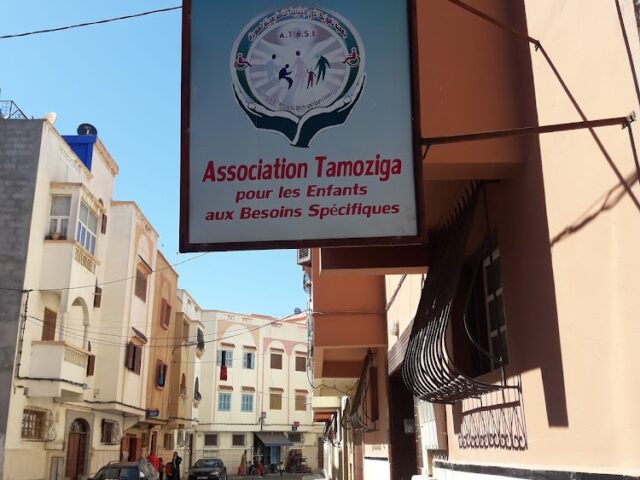 A.T.B.S.E
Association Tamoziga
pour les Enfants
aux Besoins Spécifiques